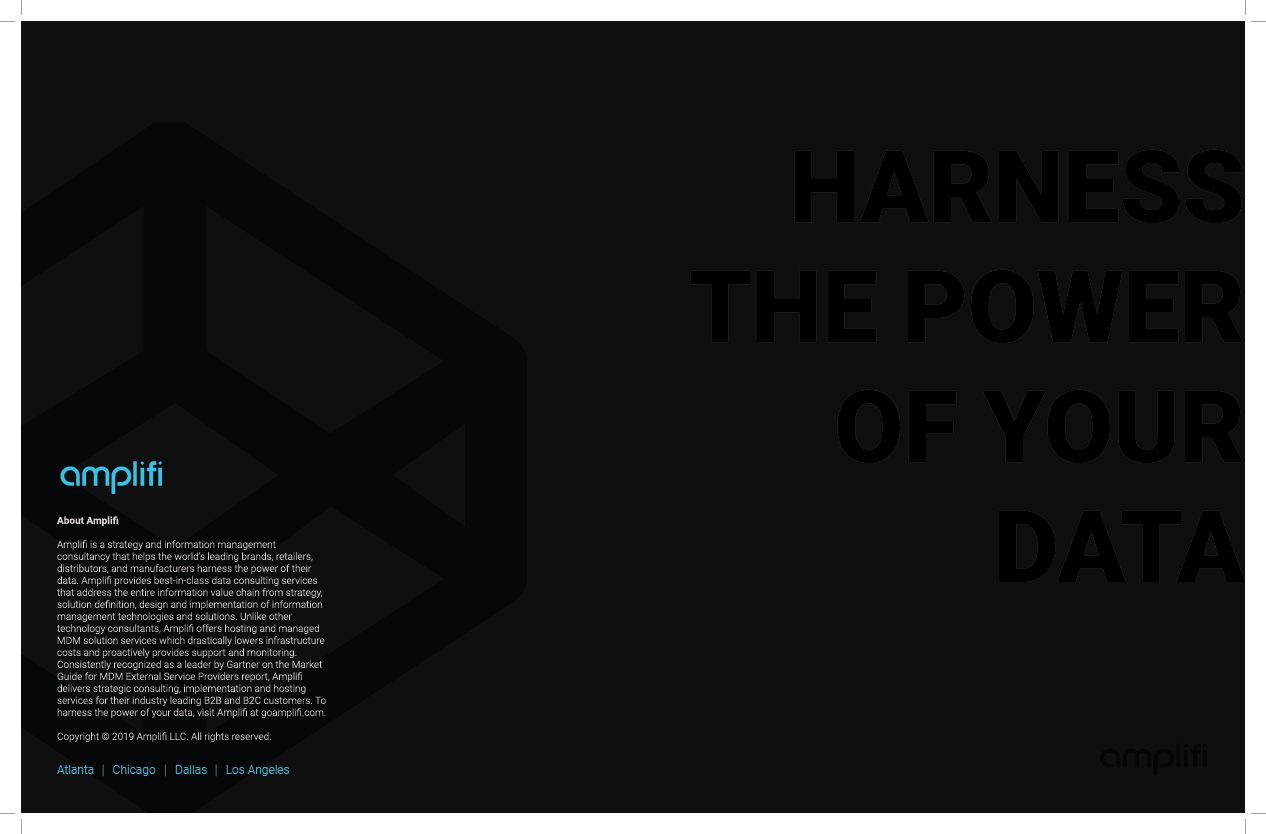 amplifi
About Amplifi
Amplifi is a strategy and information management
consultancy that helps the world's leading brands, retailers,
distributors, and manufacturers harness the power of their
data. Amplifi provides best-in-class data consulting services
that address the entire information value chain from strategy,
solution definition, design and implementation of information
management technologies and solutions. Unlike other
technology consultants, Amplifi offers hosting and managed
MDM solution services which drastically lowers infrastructure
costs and proactively provides support and monitoring.
Consistently recognized as a leader by Gartner on the Market
Guide for MDM External Service Providers report, Amplifi
delivers strategic consulting, implementation and hosting
services for their industry leading B2B and B2C customers. To
harness the power of your data, visit Amplifi at goamplifi.com.
Copyright © 2019 Amplifi LLC. All rights reserved.
Atlanta | Chicago | Dallas | Los Angeles
HARNESS
THE POWER
OF YOUR
DATA
amplifi